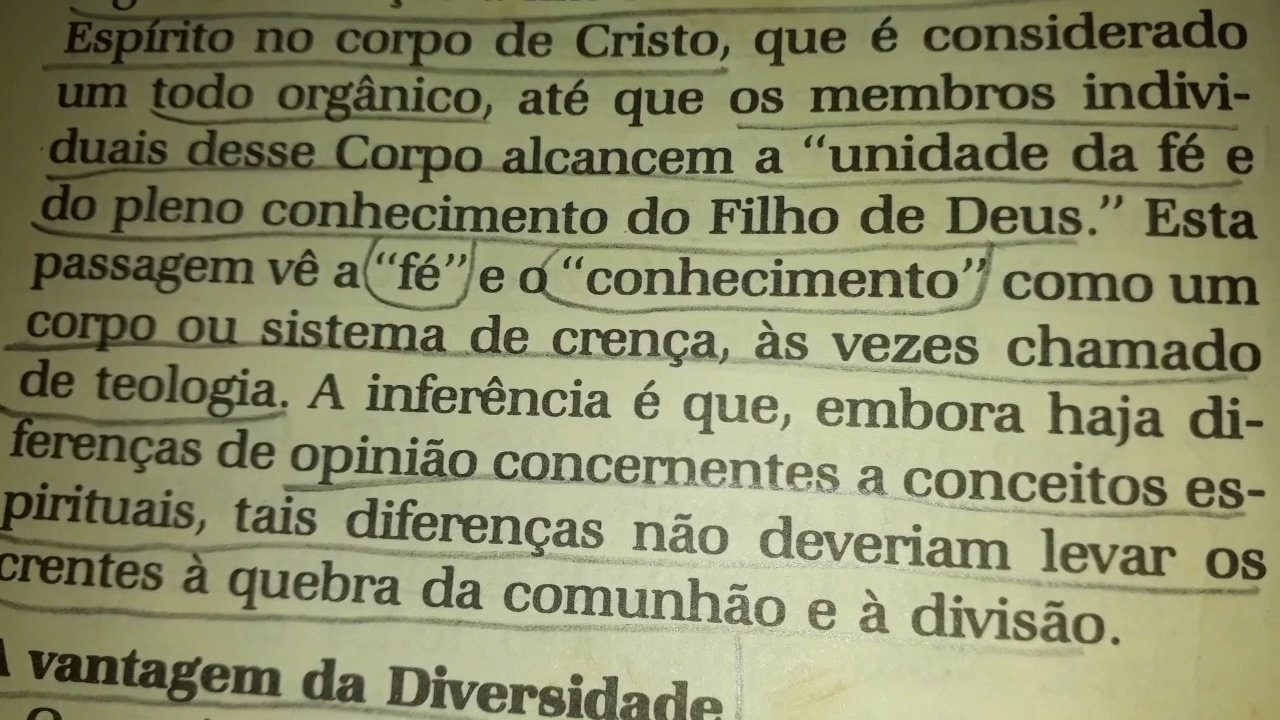 Espírito no corpo de Cristo, que é considerado
um todo orgânico, até que os membros indivi-
duais desse Corpo alcancem a “unidade da fé e
do pleno conhecimento do Filho de Deus.” Esta
passagem vê a “fé” e o “conhecimento” como um
corpo ou sistema de crença, às vezes chamado
de teologia. A inferência é que, embora haja di-
ferenças de opinião concernentes a conceitos es-
pirituais, tais diferenças não deveriam levar os
crentes à quebra da comunhão e à divisão.
A vantagem da Diversidade